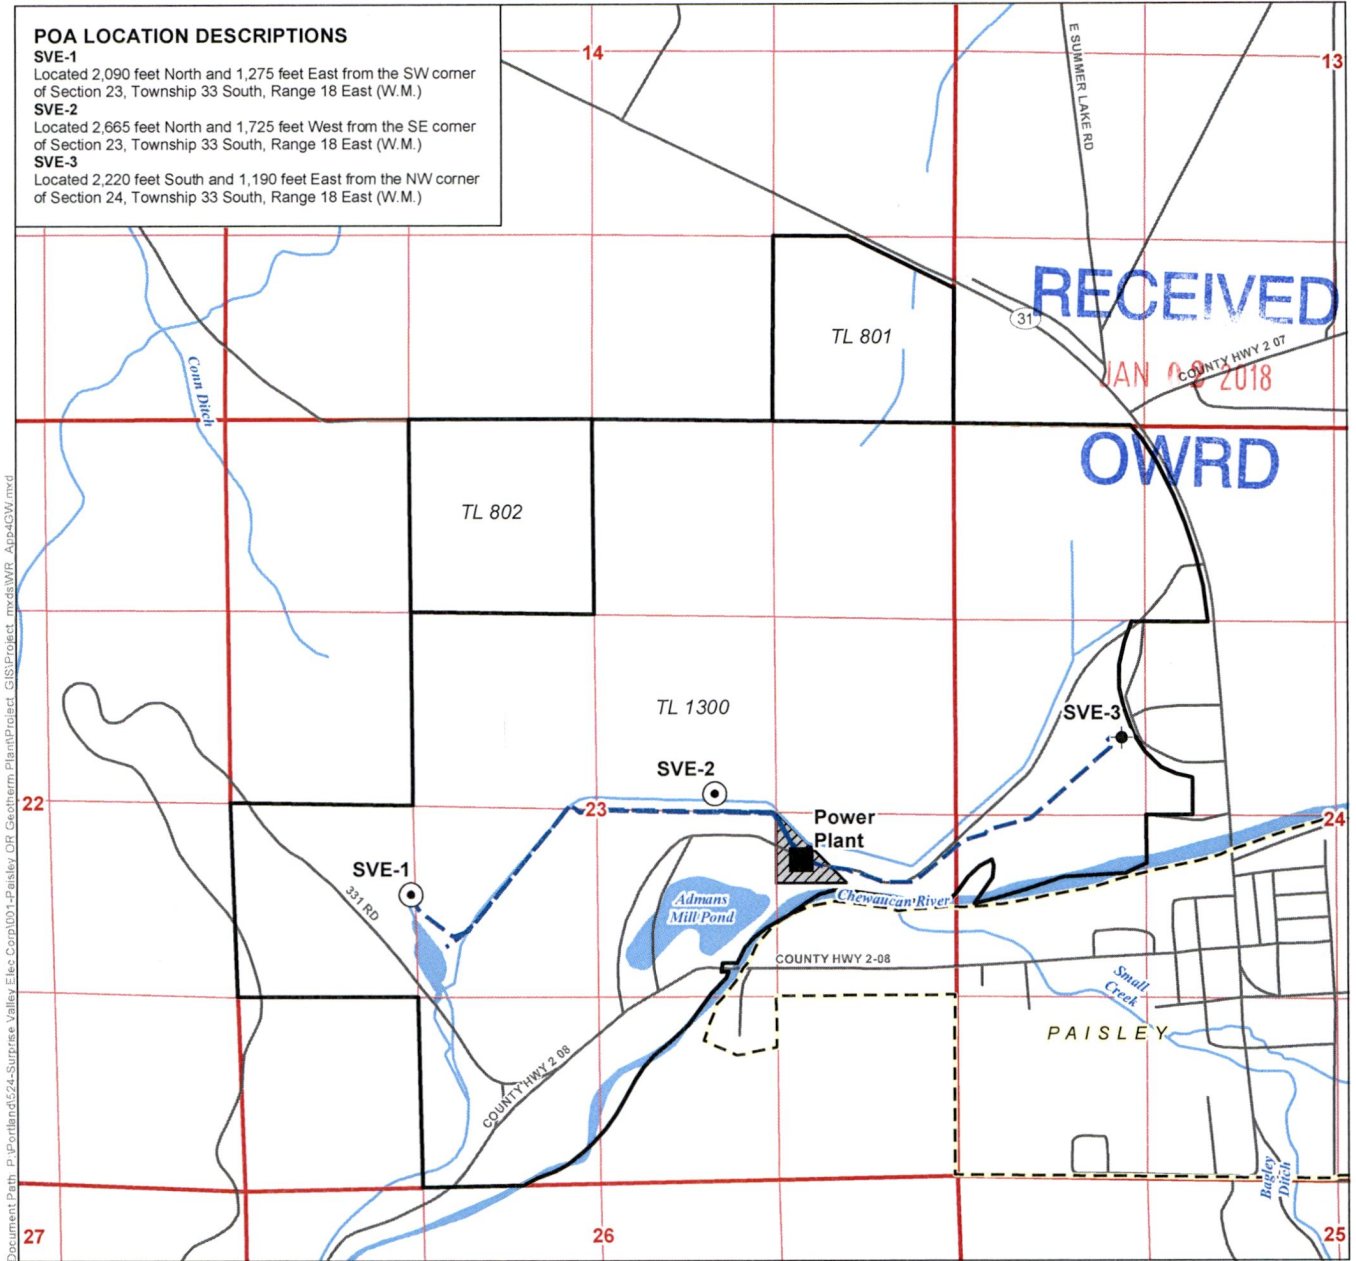 POA LOCATION DESCRIPTIONS
SVE-1
Located 2,090 feet North and 1,275 feet East from the SW corner
of Section 23, Township 33 South, Range 18 East (W.M.)
SVE-2
Located 2,665 feet North and 1,725 feet West from the SE corner
of Section 23, Township 33 South, Range 18 East (W.M.)
SVE-3
Located 2,220 feet South and 1,190 feet East from the NW corner
of Section 24, Township 33 South, Range 18 East (W.M.)
14
13
E SUMMER LAKE RD
RECEIVED
31
TL 801
COUNTY HWY 2 07
JAN 2018
Conn Ditch
OWRD
TL 802
TL 1300
SVE-3
SVE-2
22
23
24
Power
Plant
SVE-1
331 RD
Admans
Mill Pond
Chewaucan River
COUNTY HWY 2-08
Small
Creek
PAISLEY
COUNTY HWY 2 08
Bagley
Ditch
27
26
25
Document Path P:\Portland\524-Surprise Valley Elec Corp\001-Paisley OR Geotherm Plant\Project_GIS\Project_mxds\WR_App4GW.mxd